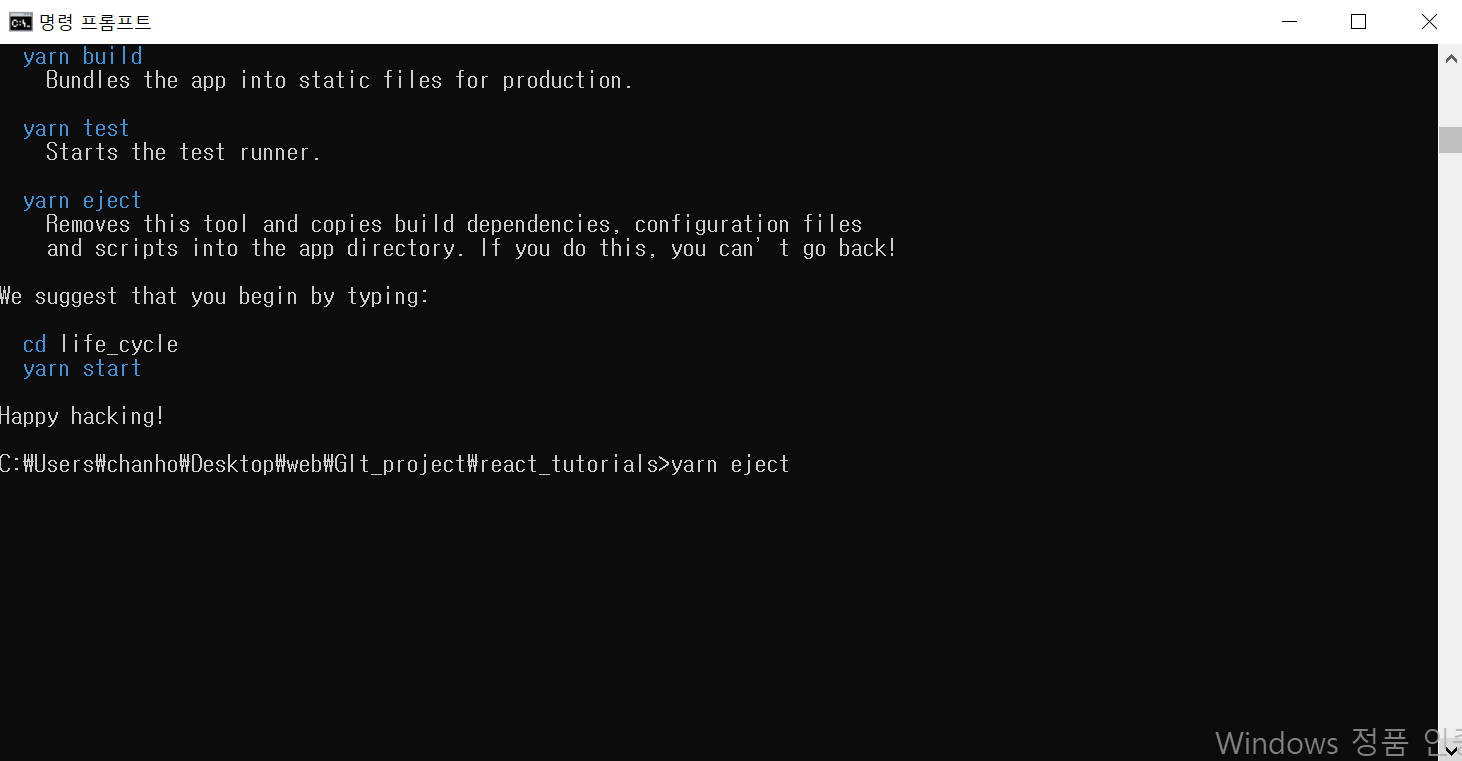 명령 프롬프트
yarn build
Bundles the app into static files for production.
yarn test
Starts the test runner.
yarn eject
Removes this tool and copies build dependencies, configuration files
and scripts into the app directory. If you do this, you can’t go back!
We suggest that you begin by typing:
cd life_cycle
yarn start
Happy hacking!
C:₩Users₩chanho₩Desktop₩web₩GIt_project₩react_tutorials>yarn eject
Windows 정품 인증